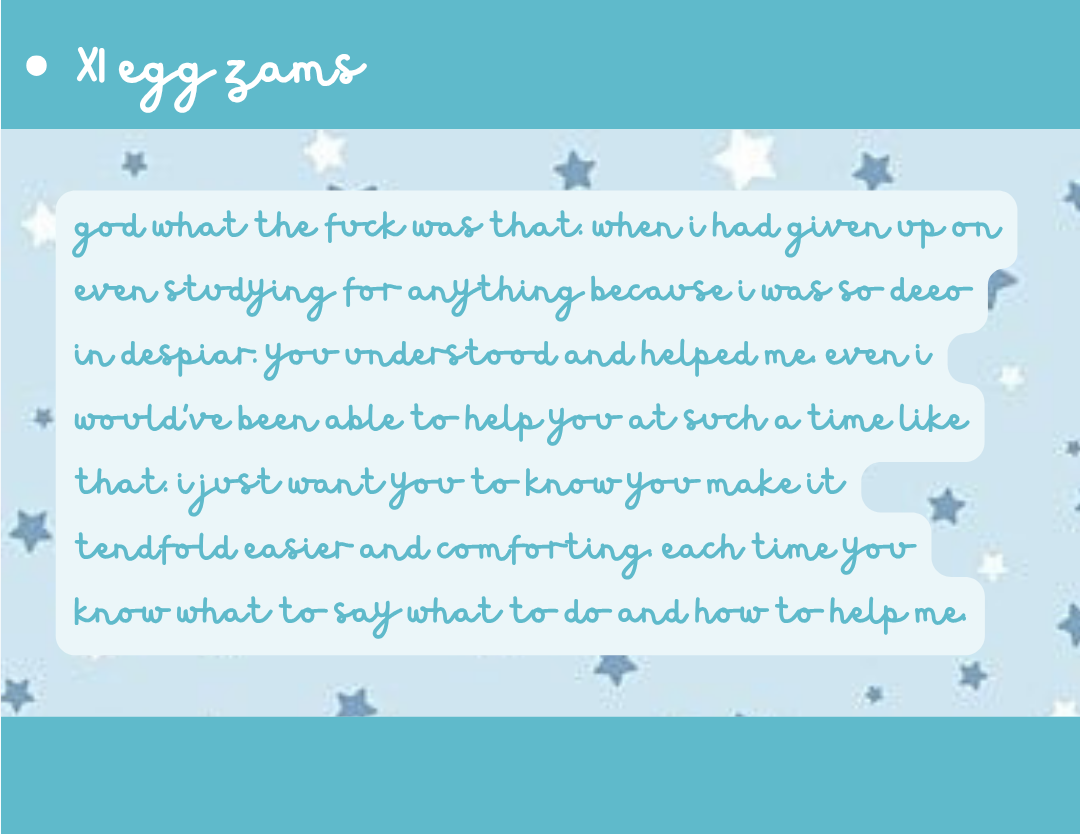 • XI egg zams
god what the fuck was that. when i had given up on
even studying for anything because i was so deeo
in despiar. you understood and helped me. even i
would've been able to help you at such a time like
that. i just want you to know you make it
tendfold easier and comforting. each time you
know what to say what to do and how to help me.